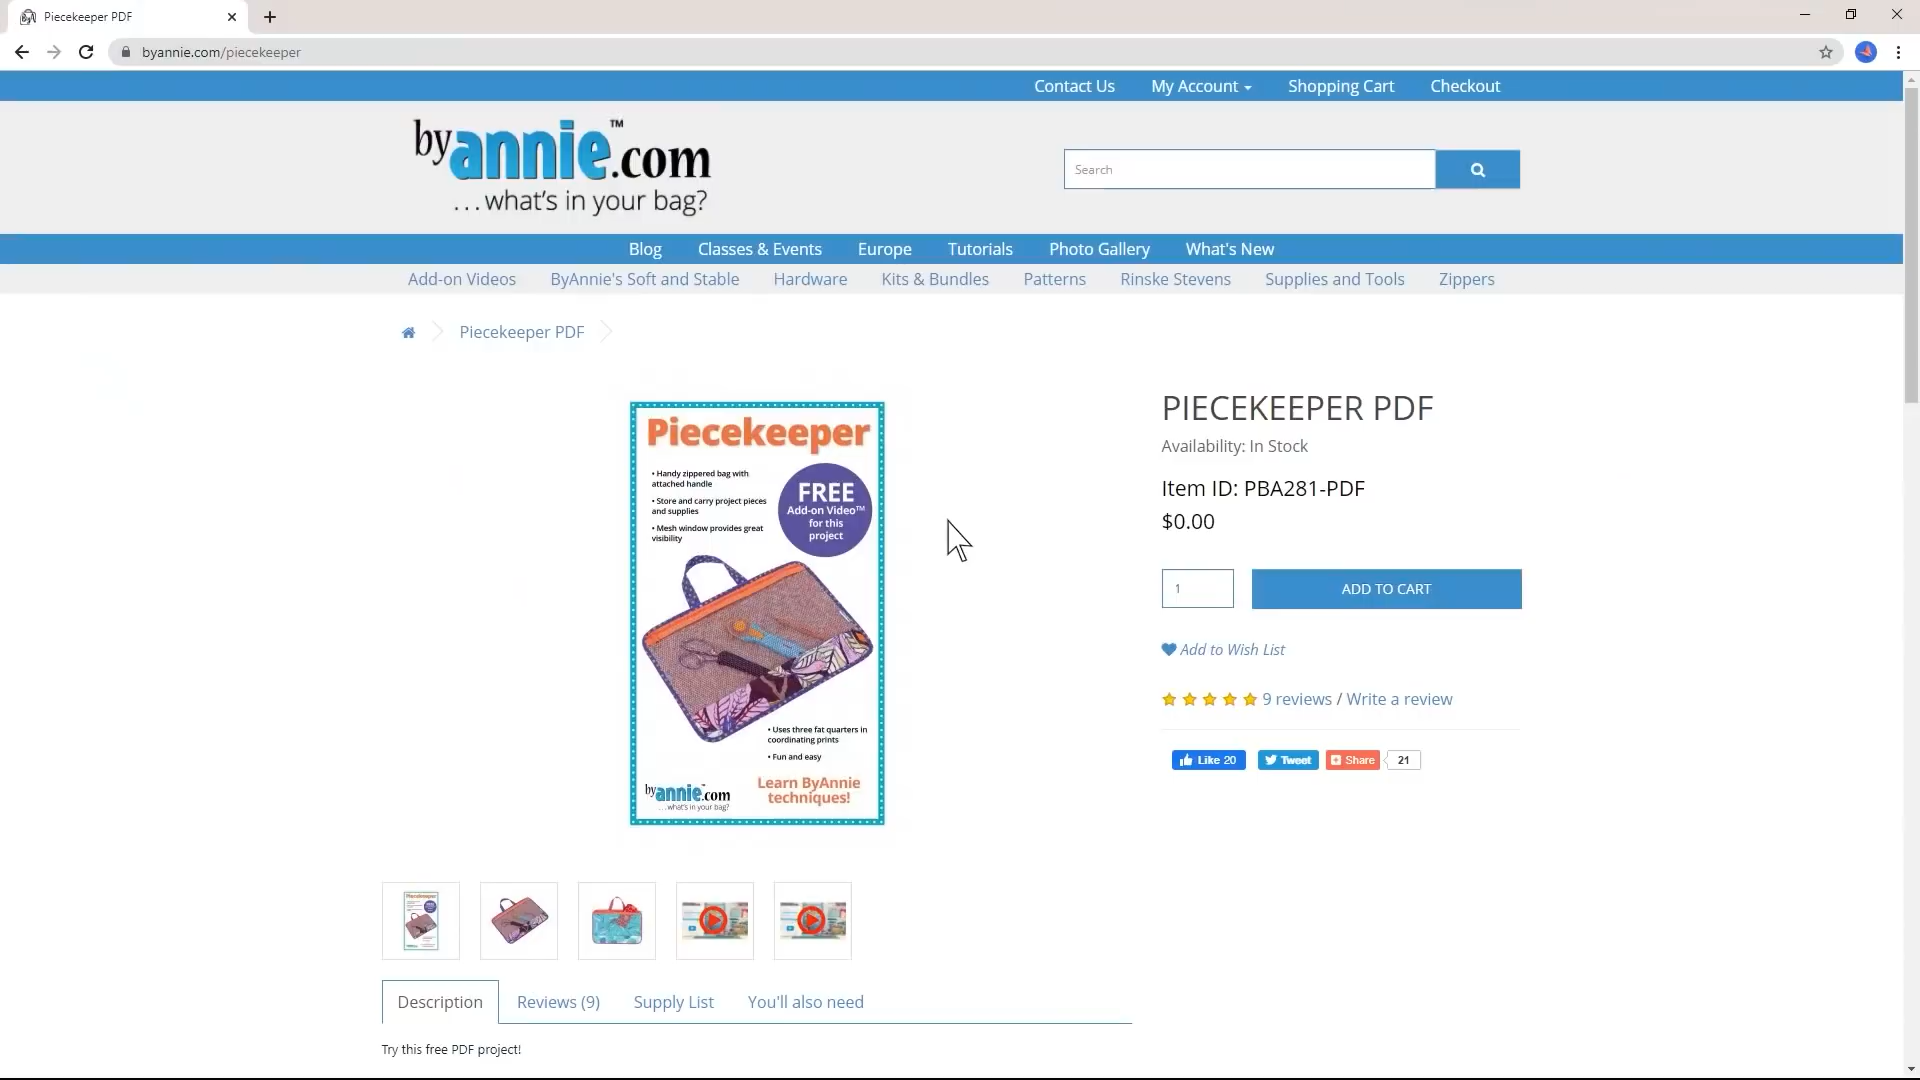 Piecekeeper PDF
byannie.com/piecekeeper
Contact Us My Account Shopping Cart Checkout
byannie.com™
...what's in your bag?
Search
Blog Classes & Events Europe Tutorials Photo Gallery What's New
Add-on Videos ByAnnie's Soft and Stable Hardware Kits & Bundles Patterns Rinske Stevens Supplies and Tools Zippers
Piecekeeper PDF
Piecekeeper
• Handy zippered bag with
attached handle
• Store and carry project pieces
and supplies
• Mesh window provides great
visibility
FREE
Add-on Video™
for this
project
• Uses three fat quarters in
coordinating prints
• Fun and easy
byannie.com
...what's in your bag?
Learn ByAnnie
techniques!
PIECEKEEPER PDF
Availability: In Stock
Item ID: PBA281-PDF
$0.00
1
ADD TO CART
Add to Wish List
9 reviews / Write a review
Like 20 Tweet Share 21
Piecekeeper
Description Reviews (9) Supply List You'll also need
Try this free PDF project!